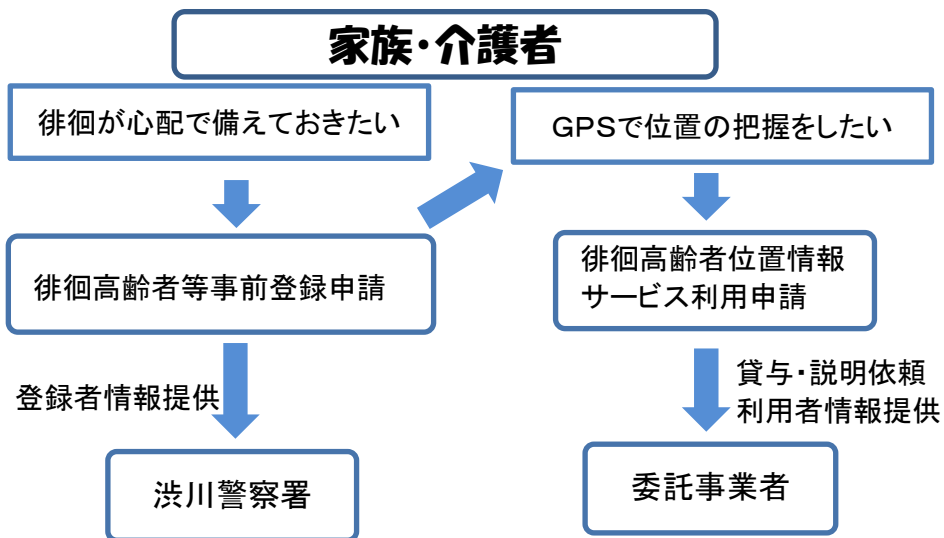 家族・介護者
徘徊が心配で備えておきたい
GPSで位置の把握をしたい
徘徊高齢者等事前登録申請
徘徊高齢者位置情報
サービス利用申請
登録者情報提供
貸与・説明依頼
利用者情報提供
渋川警察署
委託事業者